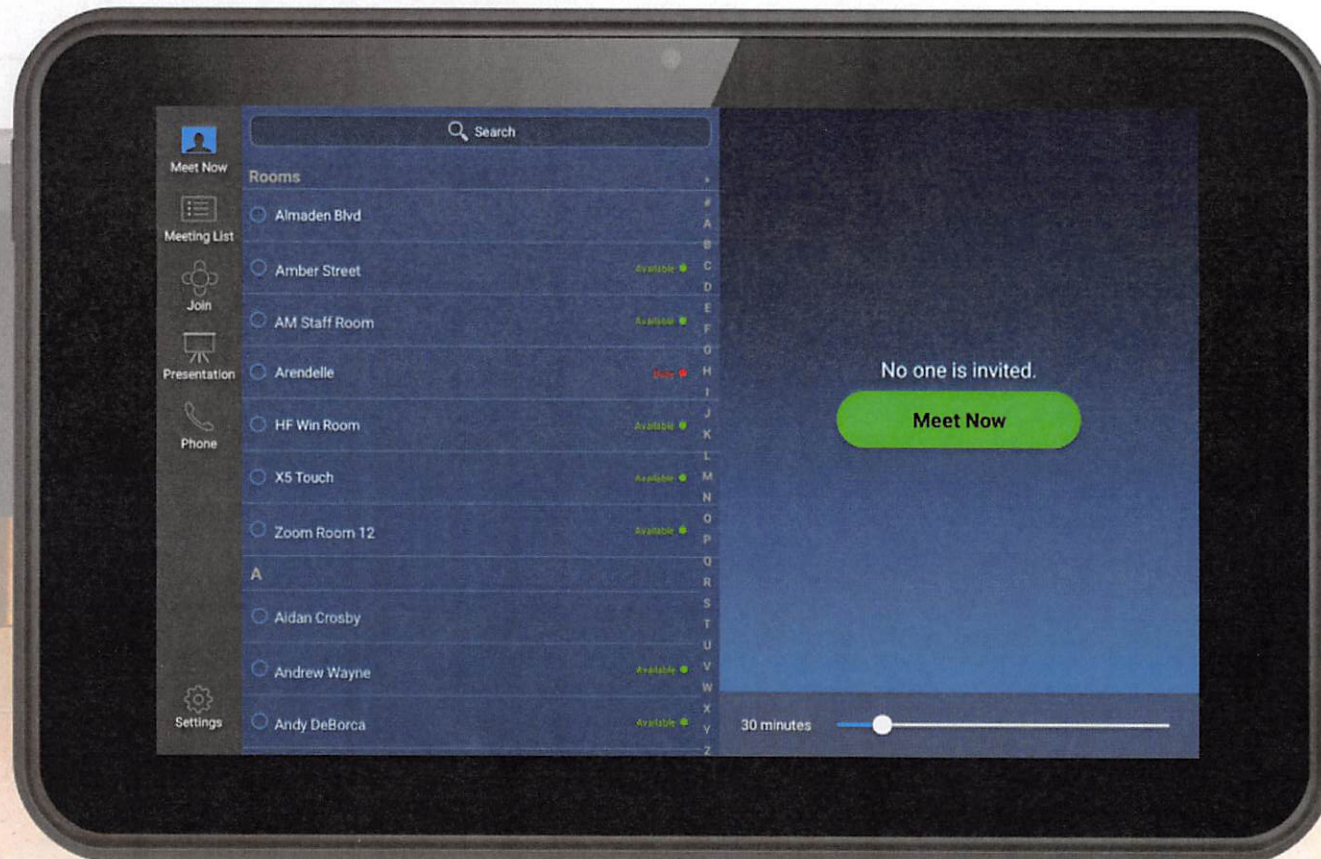 Meet Now
Meeting List
Join
Presentation
Phone
Settings
Search
Rooms
Almaden Blvd
Amber Street Available
AM Staff Room Available
Arendelle Busy
HF Win Room Available
X5 Touch Available
Zoom Room 12 Available
A
Aidan Crosby
Andrew Wayne Available
Andy DeBorca Available
#
A
B
C
D
E
F
G
H
I
J
K
L
M
N
O
P
Q
R
S
T
U
V
W
X
Y
Z
No one is invited.
Meet Now
30 minutes